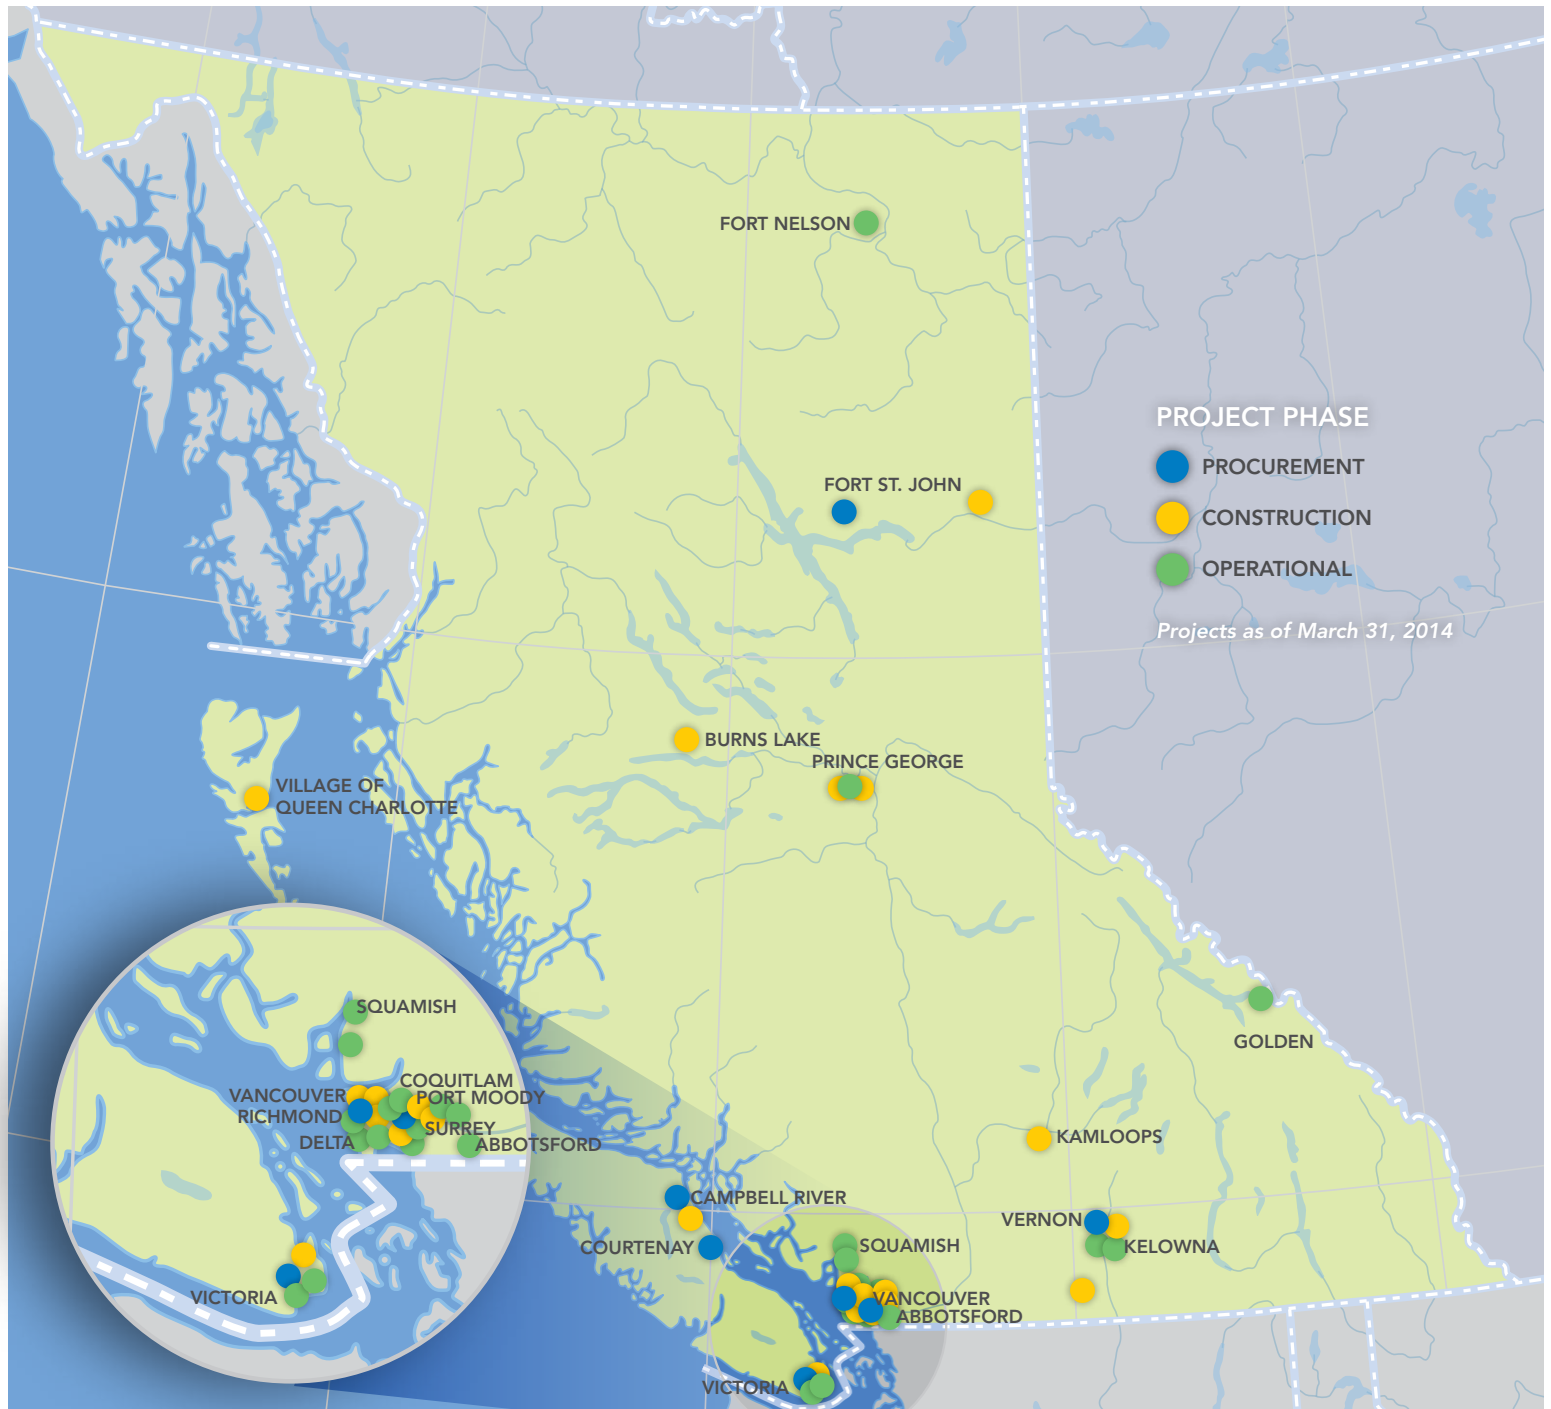 FORT NELSON
PROJECT PHASE
PROCUREMENT
FORT ST. JOHN
CONSTRUCTION
OPERATIONAL
Projects as of March 31, 2014
BURNS LAKE
PRINCE GEORGE
VILLAGE OF
QUEEN CHARLOTTE
GOLDEN
SQUAMISH
COQUITLAM
VANCOUVER
PORT MOODY
RICHMOND
SURREY
DELTA
ABBOTSFORD
VICTORIA
KAMLOOPS
CAMPBELL RIVER
VERNON
COURTENAY
SQUAMISH
KELOWNA
VANCOUVER
ABBOTSFORD
VICTORIA